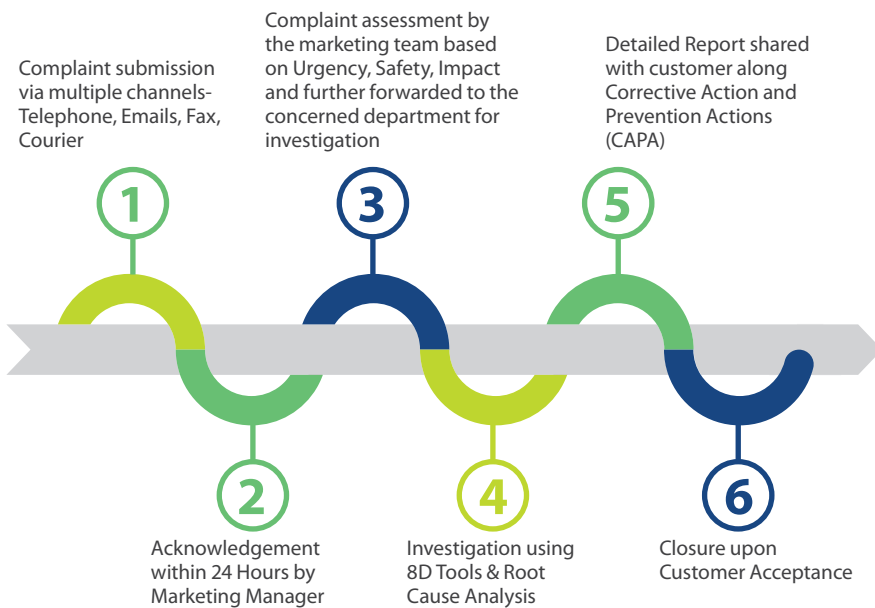 Complaint submission
via multiple channels-
Telephone, Emails, Fax,
Courier
1
Acknowledgement
within 24 Hours by
Marketing Manager
2
Complaint assessment by
the marketing team based
on Urgency, Safety, Impact
and further forwarded to the
concerned department for
investigation
3
Investigation using
8D Tools & Root
Cause Analysis
4
Detailed Report shared
with customer along
Corrective Action and
Prevention Actions
(CAPA)
5
Closure upon
Customer Acceptance
6